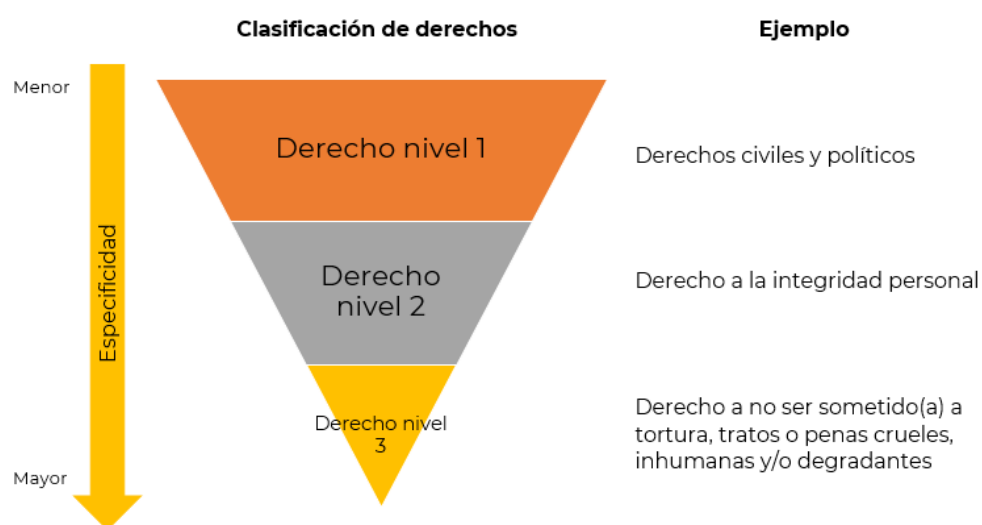 Clasificación de derechos
Ejemplo
Menor
Derecho nivel 1
Derechos civiles y políticos
Especificidad
Derecho
nivel 2
Derecho a la integridad personal
Derecho nivel
3
Derecho a no ser sometido(a) a
tortura, tratos o penas crueles,
inhumanas y/o degradantes
Mayor